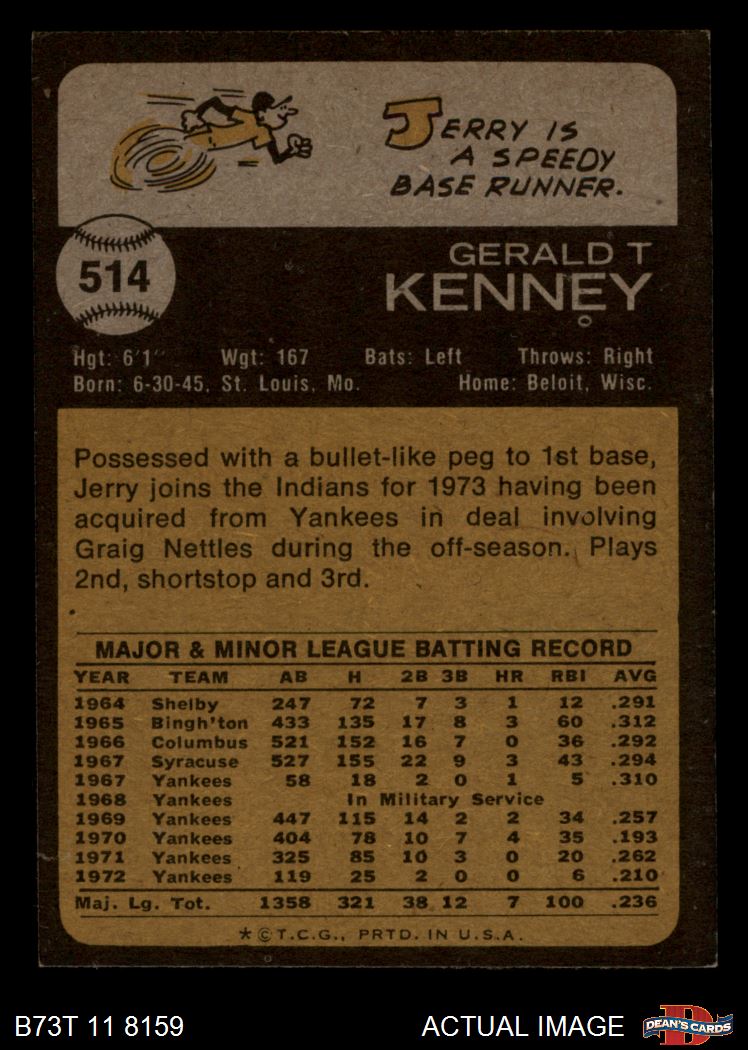 JERRY IS
A SPEEDY
BASE RUNNER.
514
GERALD T
KENNEY
Hgt: 6'1" Wgt: 167 Bats: Left Throws: Right
Born: 6-30-45, St. Louis, Mo. Home: Beloit, Wisc.
Possessed with a bullet-like peg to 1st base,
Jerry joins the Indians for 1973 having been
acquired from Yankees in deal involving
Graig Nettles during the off-season. Plays
2nd, shortstop and 3rd.
MAJOR & MINOR LEAGUE BATTING RECORD
YEAR TEAM AB H 2B 3B HR RBI AVG
1964 Shelby 247 72 7 3 1 12 .291
1965 Bingh'ton 433 135 17 8 3 60 .312
1966 Columbus 521 152 16 7 0 36 .292
1967 Syracuse 527 155 22 9 3 43 .294
1967 Yankees 58 18 2 0 1 5 .310
1968 Yankees In Military Service
1969 Yankees 447 115 14 2 2 34 .257
1970 Yankees 404 78 10 7 4 35 .193
1971 Yankees 325 85 10 3 0 20 .262
1972 Yankees 119 25 2 0 0 6 .210
Maj. Lg. Tot. 1358 321 38 12 7 100 .236
* © T.C.G., PRTD. IN U.S.A.
B73T 11 8159 ACTUAL IMAGE DEAN'S CARDS